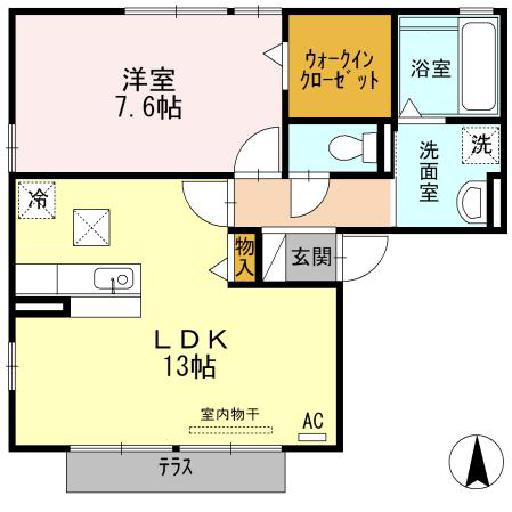 洋室
7.6帖
ウォークイン
クローゼット
浴室
洗面室
洗
冷
物入
玄関
LDK
13帖
室内物干
AC
テラス